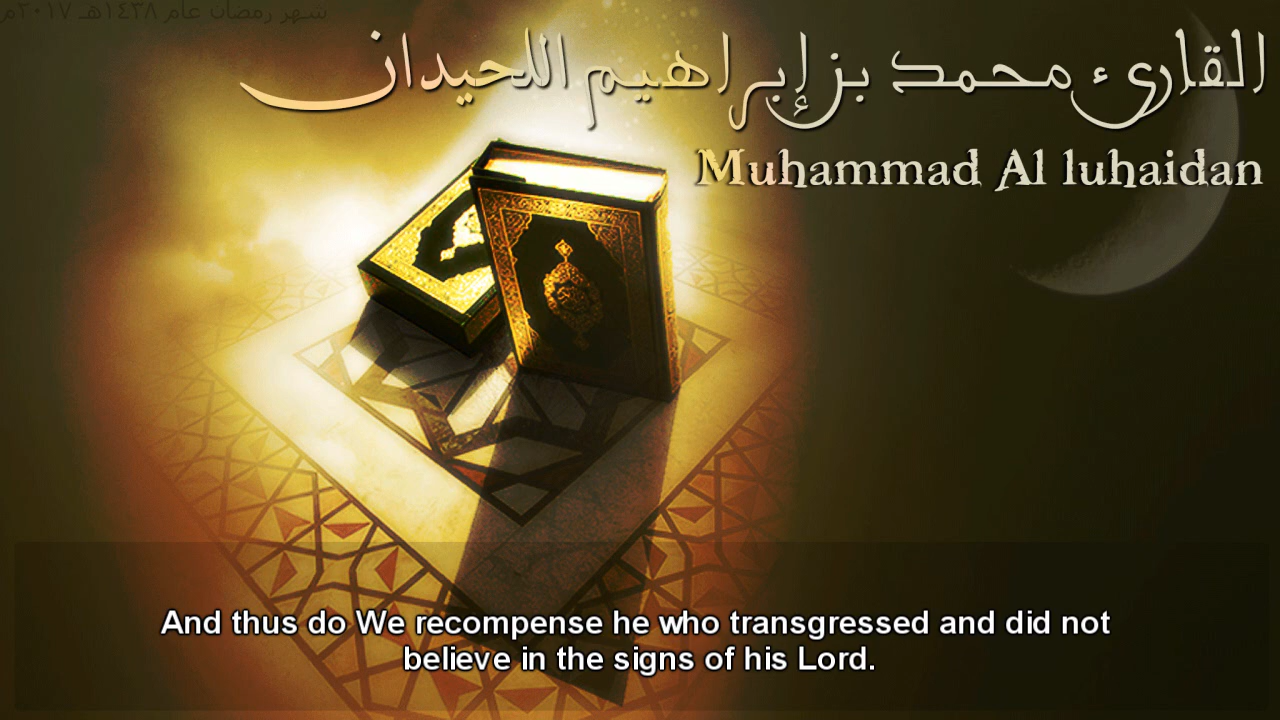 شهر رمضان عام ١٤٣٨هـ ٢٠١٧م
القارئ محمد بن إبراهيم اللحيدان
Muhammad Al luhaidan
And thus do We recompense he who transgressed and did not
believe in the signs of his Lord.